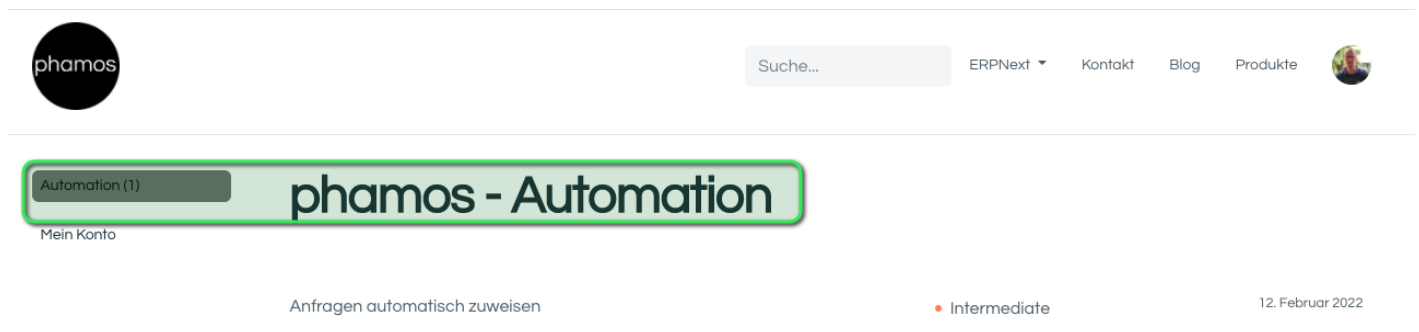 phamos
Suche...
ERPNext
Kontakt
Blog
Produkte
Automation (1)
phamos - Automation
Mein Konto
Anfragen automatisch zuweisen
Intermediate
12. Februar 2022